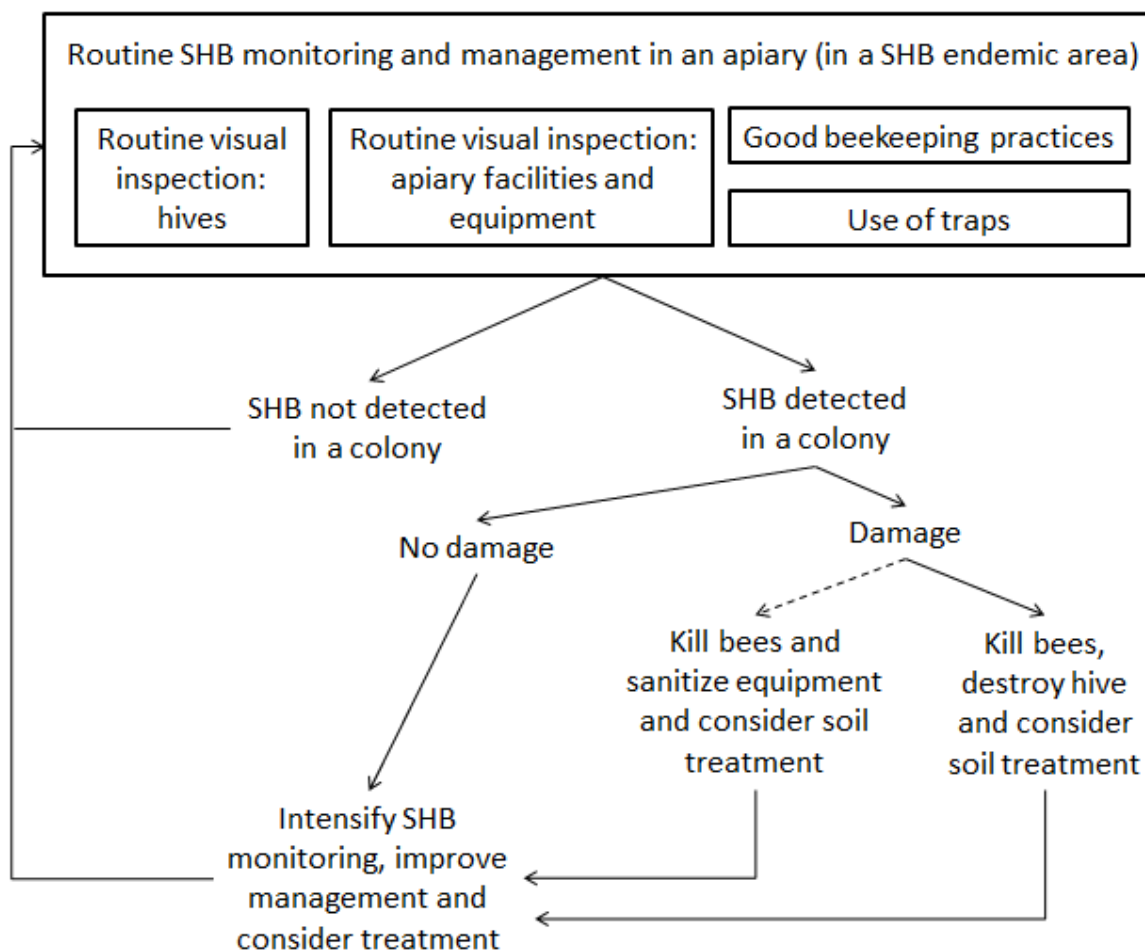 Routine SHB monitoring and management in an apiary (in a SHB endemic area)
Routine visual
inspection:
hives
Routine visual inspection:
apiary facilities and
equipment
Good beekeeping practices
Use of traps
SHB not detected
in a colony
SHB detected
in a colony
No damage
Damage
Kill bees and
sanitize equipment
and consider soil
treatment
Kill bees,
destroy hive
and consider
soil treatment
Intensify SHB
monitoring, improve
management and
consider treatment